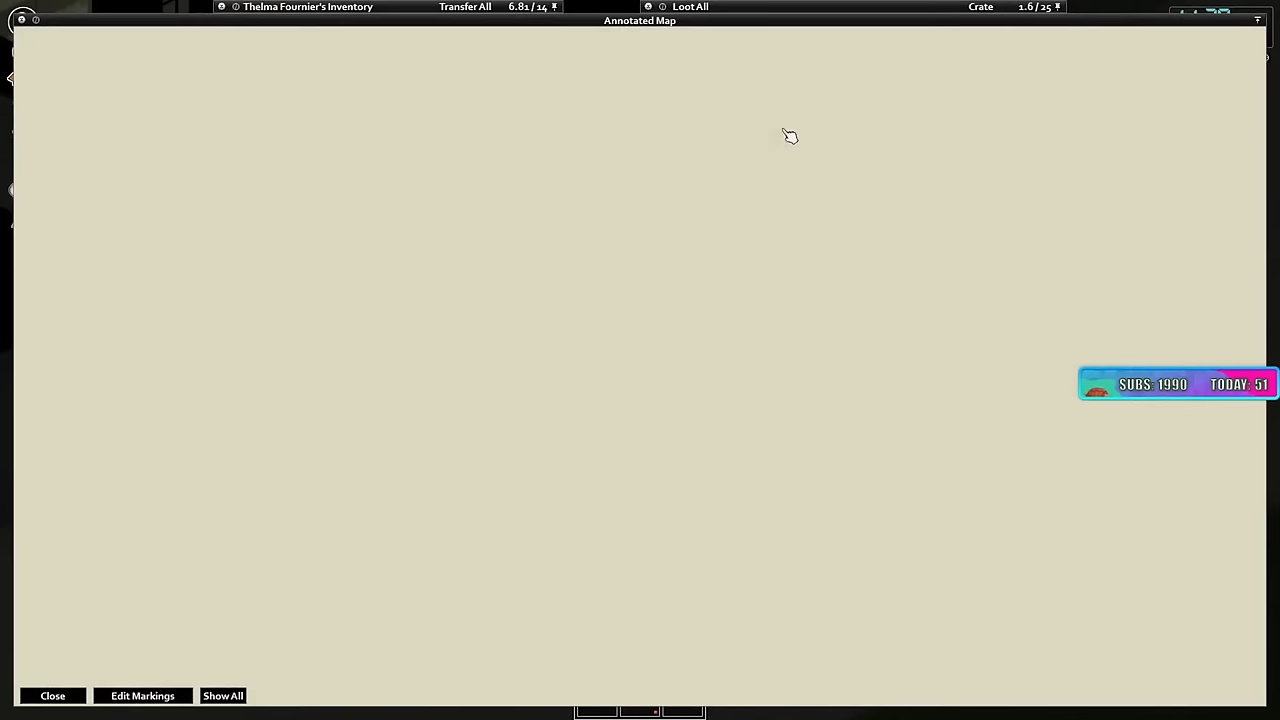 Thelma Fournier's Inventory Transfer All 6.81 / 14 Loot All Crate 1.6 / 25
Annotated Map
SUBS: 1990 TODAY: 51
Close Edit Markings Show All